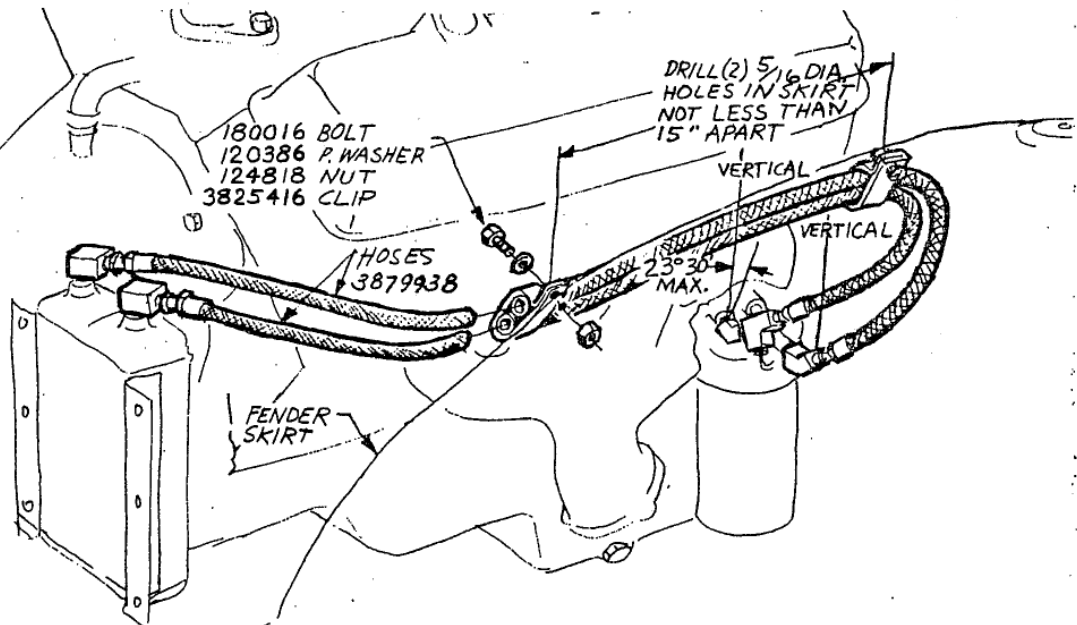 DRILL (2) 5/16 DIA.
HOLES IN SKIRT
NOT LESS THAN
15" APART
180016 BOLT
120386 P. WASHER
124818 NUT
3825416 CLIP
VERTICAL
VERTICAL
HOSES
3879938
23°30'
MAX.
FENDER
SKIRT